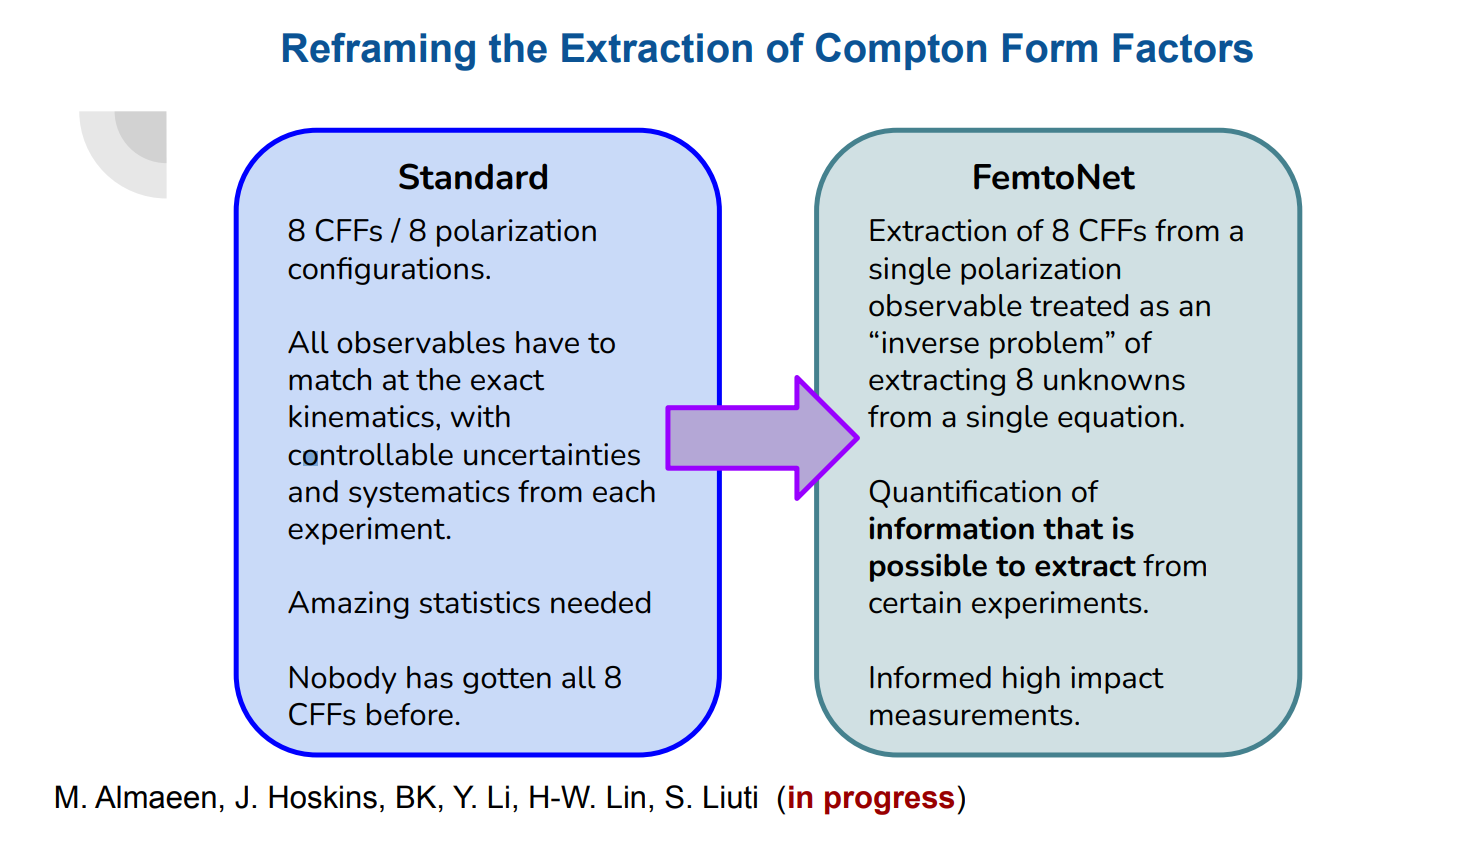 Reframing the Extraction of Compton Form Factors
Standard
8 CFFs / 8 polarization
configurations.
All observables have to
match at the exact
kinematics, with
controllable uncertainties
and systematics from each
experiment.
Amazing statistics needed
Nobody has gotten all 8
CFFs before.
FemtoNet
Extraction of 8 CFFs from a
single polarization
observable treated as an
“inverse problem” of
extracting 8 unknowns
from a single equation.
Quantification of
information that is
possible to extract from
certain experiments.
Informed high impact
measurements.
M. Almaeen, J. Hoskins, BK, Y. Li, H-W. Lin, S. Liuti (in progress)